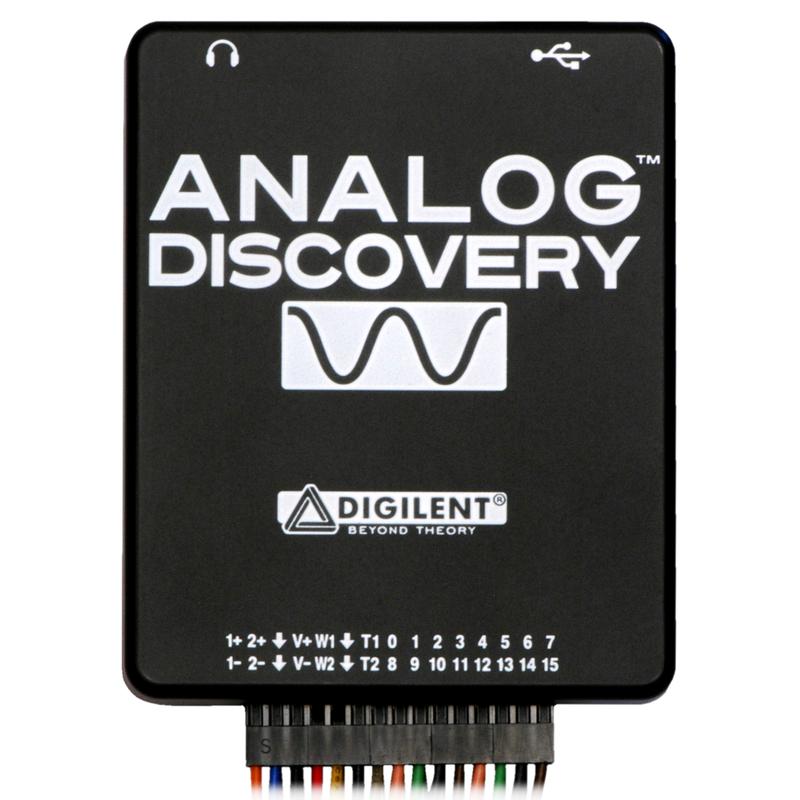 ANALOG™
DISCOVERY
DIGILENT®
BEYOND THEORY
1+ 2+ ↓ V+ W1 ↓ T1 0 1 2 3 4 5 6 7
1- 2- ↓ V- W2 ↓ T2 8 9 10 11 12 13 14 15
S